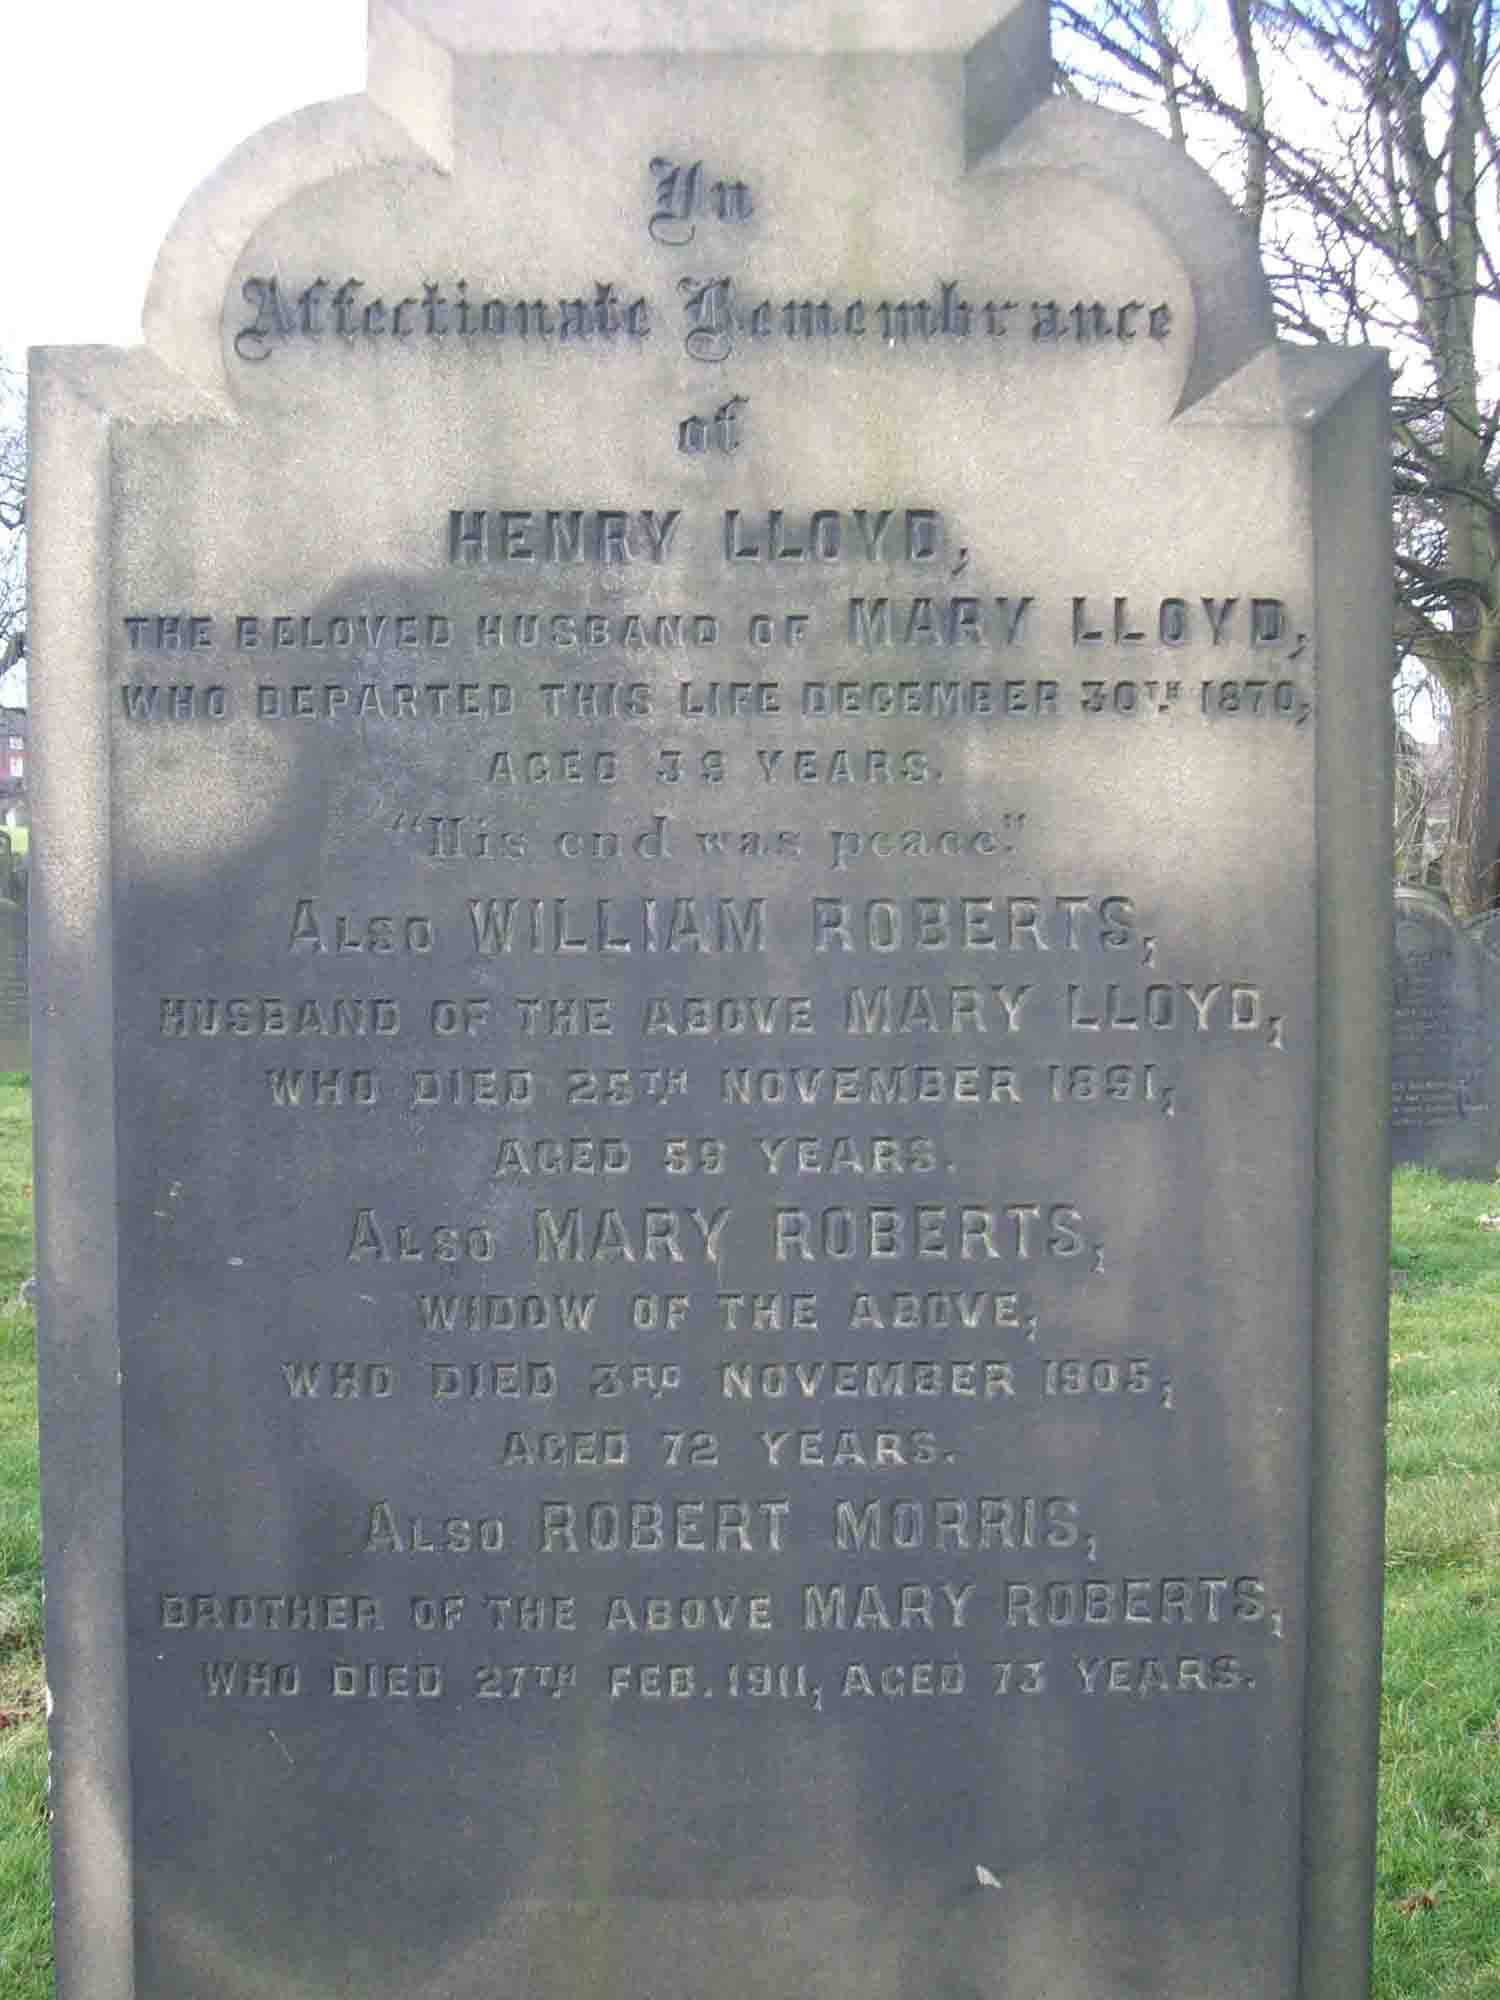 In
Affectionate Remembrance
of
HENRY LLOYD,
THE BELOVED HUSBAND OF MARY LLOYD,
WHO DEPARTED THIS LIFE DECEMBER 30TH 1870,
AGED 39 YEARS.
"His end was peace."
ALSO WILLIAM ROBERTS,
HUSBAND OF THE ABOVE MARY LLOYD,
WHO DIED 25TH NOVEMBER 1891,
AGED 59 YEARS.
ALSO MARY ROBERTS,
WIDOW OF THE ABOVE,
WHO DIED 3RD NOVEMBER 1905,
AGED 72 YEARS.
ALSO ROBERT MORRIS,
BROTHER OF THE ABOVE MARY ROBERTS,
WHO DIED 27TH FEB. 1911, AGED 73 YEARS.